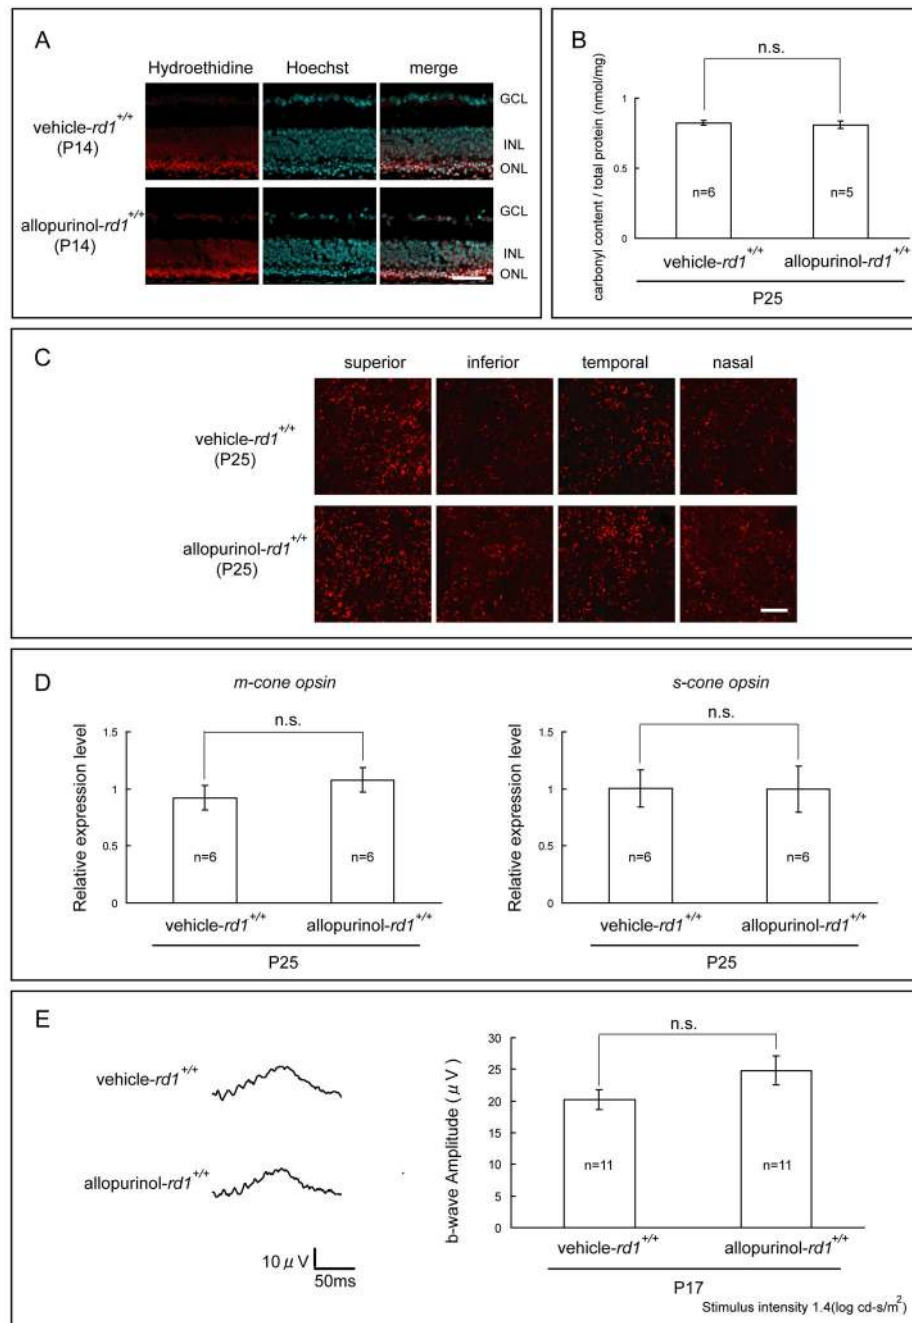 A
Hydroethidine Hoechst merge
vehicle-rd1+/+
(P14)
GCL
INL
ONL
allopurinol-rd1+/+
(P14)
GCL
INL
ONL
B
n.s.
carbonyl content / total protein (nmol/mg)
1
0.5
0
n=6 n=5
vehicle-rd1+/+ allopurinol-rd1+/+
P25
C
superior inferior temporal nasal
vehicle-rd1+/+
(P25)
allopurinol-rd1+/+
(P25)
D
m-cone opsin
n.s.
Relative expression level
1.5
1
0.5
0
n=6 n=6
vehicle-rd1+/+ allopurinol-rd1+/+
P25
s-cone opsin
n.s.
Relative expression level
1.5
1
0.5
0
n=6 n=6
vehicle-rd1+/+ allopurinol-rd1+/+
P25
E
vehicle-rd1+/+
allopurinol-rd1+/+
10 μV
50ms
n.s.
b-wave Amplitude (μV)
30
25
20
15
10
5
0
n=11 n=11
vehicle-rd1+/+ allopurinol-rd1+/+
P17
Stimulus intensity 1.4(log cd-s/m2)